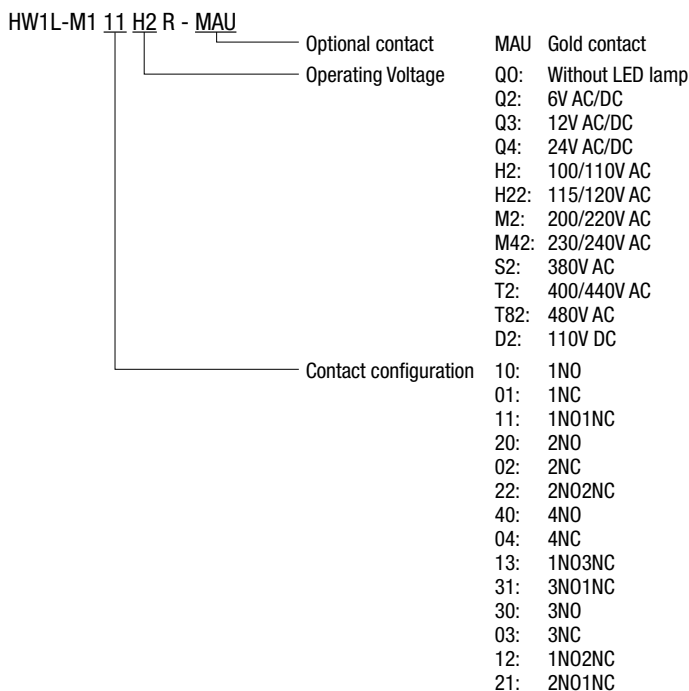 HW1L-M1 11 H2 R - MAU
Optional contact MAU Gold contact
Operating Voltage Q0: Without LED lamp
Q2: 6V AC/DC
Q3: 12V AC/DC
Q4: 24V AC/DC
H2: 100/110V AC
H22: 115/120V AC
M2: 200/220V AC
M42: 230/240V AC
S2: 380V AC
T2: 400/440V AC
T82: 480V AC
D2: 110V DC
Contact configuration 10: 1NO
01: 1NC
11: 1NO1NC
20: 2NO
02: 2NC
22: 2NO2NC
40: 4NO
04: 4NC
13: 1NO3NC
31: 3NO1NC
30: 3NO
03: 3NC
12: 1NO2NC
21: 2NO1NC